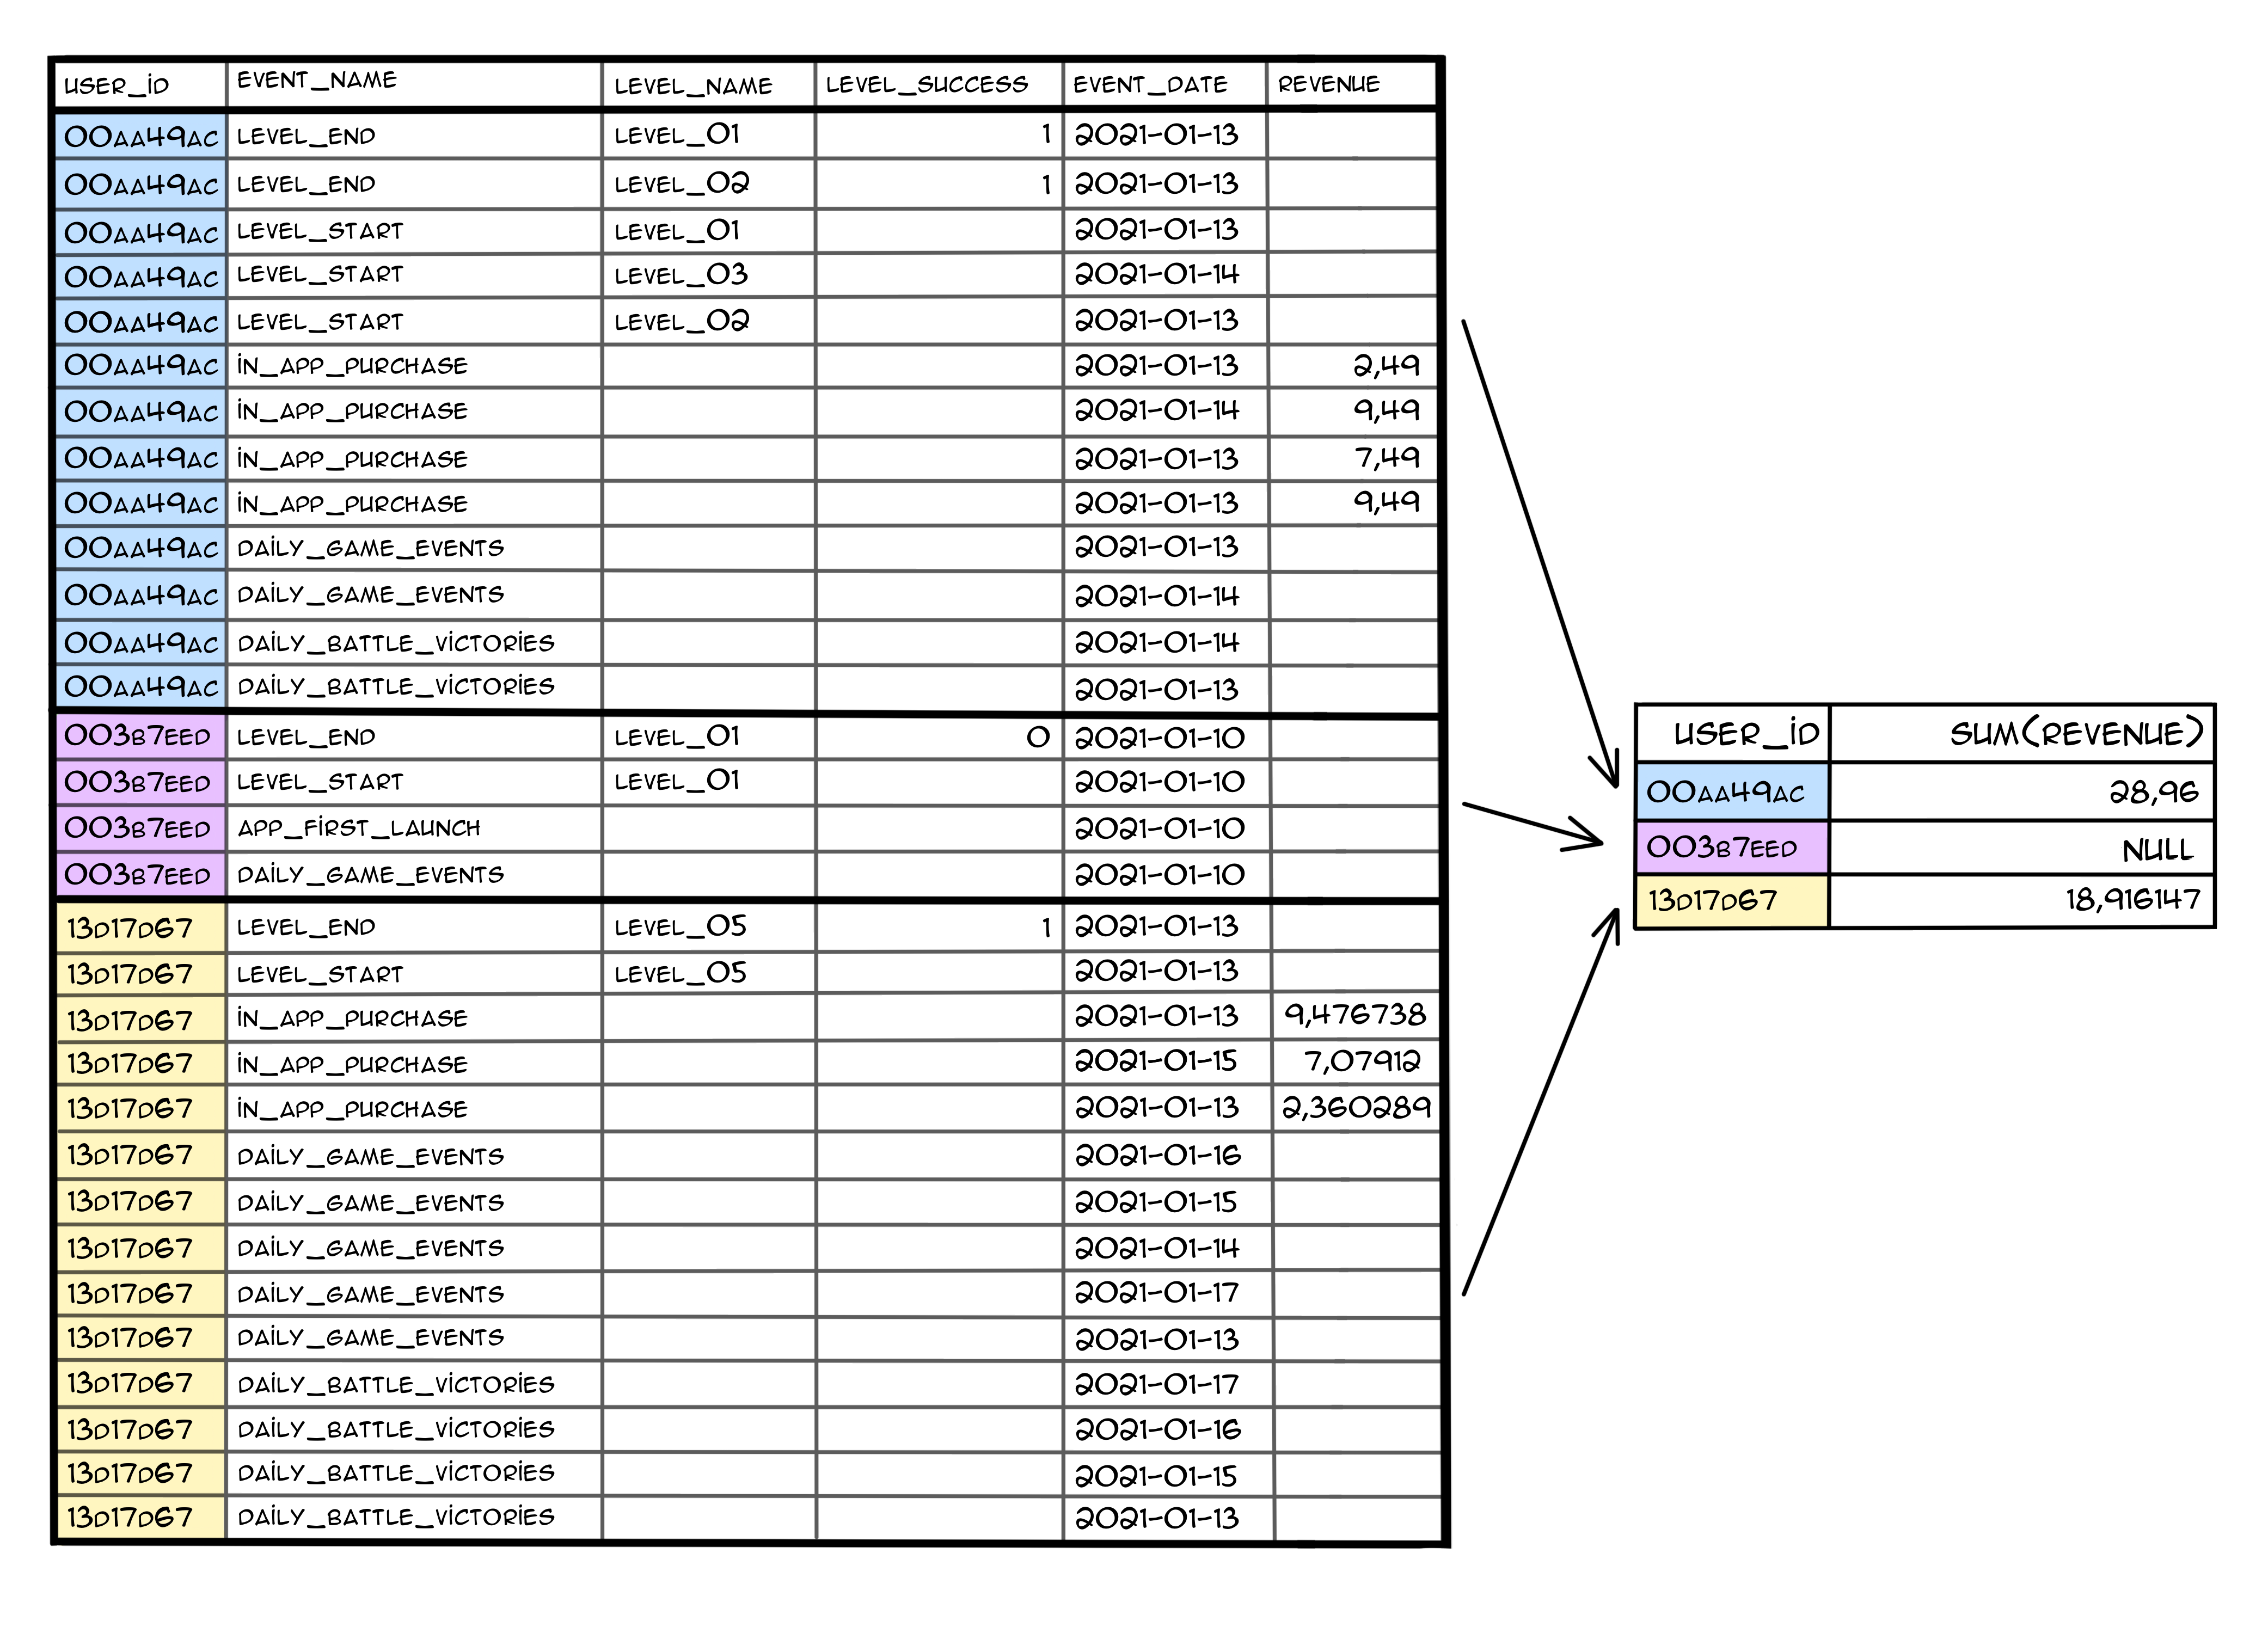 USER_ID EVENT_NAME LEVEL_NAME LEVEL_SUCCESS EVENT_DATE REVENUE
00AA49AC LEVEL_END LEVEL_01 1 2021-01-13
00AA49AC LEVEL_END LEVEL_02 1 2021-01-13
00AA49AC LEVEL_START LEVEL_01 2021-01-13
00AA49AC LEVEL_START LEVEL_03 2021-01-14
00AA49AC LEVEL_START LEVEL_02 2021-01-13
00AA49AC IN_APP_PURCHASE 2021-01-13 2,49
00AA49AC IN_APP_PURCHASE 2021-01-14 9,49
00AA49AC IN_APP_PURCHASE 2021-01-13 7,49
00AA49AC IN_APP_PURCHASE 2021-01-13 9,49
00AA49AC DAILY_GAME_EVENTS 2021-01-13
00AA49AC DAILY_GAME_EVENTS 2021-01-14
00AA49AC DAILY_BATTLE_VICTORIES 2021-01-14
00AA49AC DAILY_BATTLE_VICTORIES 2021-01-13
003B7EED LEVEL_END LEVEL_01 0 2021-01-10
003B7EED LEVEL_START LEVEL_01 2021-01-10
003B7EED APP_FIRST_LAUNCH 2021-01-10
003B7EED DAILY_GAME_EVENTS 2021-01-10
13D17D67 LEVEL_END LEVEL_05 1 2021-01-13
13D17D67 LEVEL_START LEVEL_05 2021-01-13
13D17D67 IN_APP_PURCHASE 2021-01-13 9,476738
13D17D67 IN_APP_PURCHASE 2021-01-15 7,07912
13D17D67 IN_APP_PURCHASE 2021-01-13 2,360289
13D17D67 DAILY_GAME_EVENTS 2021-01-16
13D17D67 DAILY_GAME_EVENTS 2021-01-15
13D17D67 DAILY_GAME_EVENTS 2021-01-14
13D17D67 DAILY_GAME_EVENTS 2021-01-17
13D17D67 DAILY_GAME_EVENTS 2021-01-13
13D17D67 DAILY_BATTLE_VICTORIES 2021-01-17
13D17D67 DAILY_BATTLE_VICTORIES 2021-01-16
13D17D67 DAILY_BATTLE_VICTORIES 2021-01-15
13D17D67 DAILY_BATTLE_VICTORIES 2021-01-13
USER_ID SUM(REVENUE)
00AA49AC 28,96
003B7EED NULL
13D17D67 18,916147